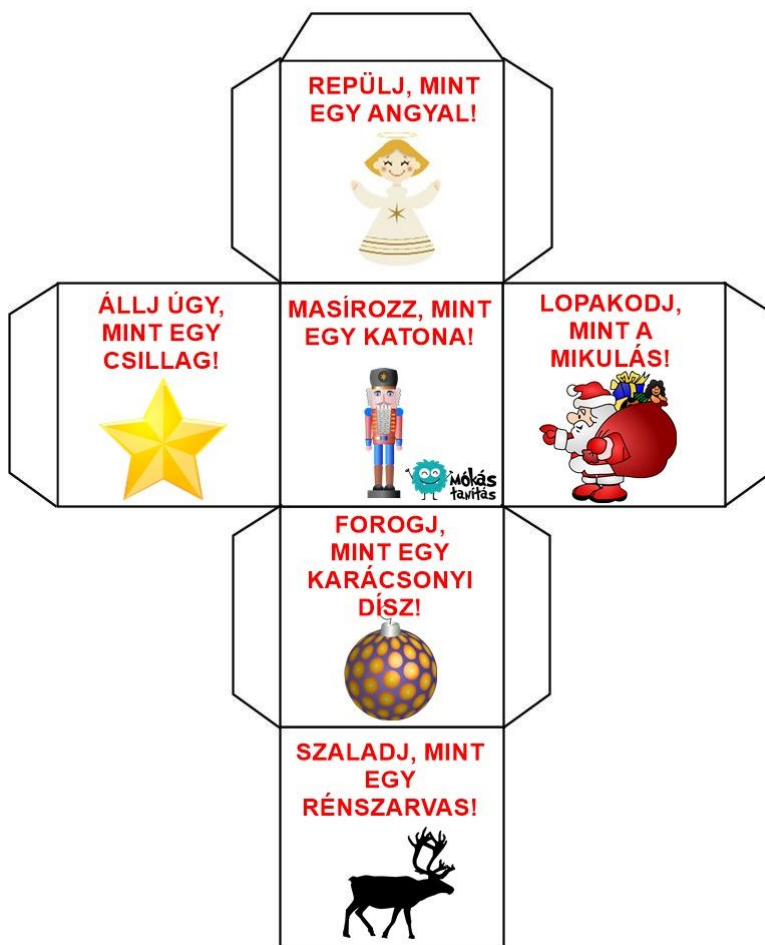 REPÜLJ, MINT
EGY ANGYAL!
ÁLLJ ÚGY,
MINT EGY
CSILLAG!
MASÍROZZ, MINT
EGY KATONA!
Mókás
tanítás
LOPAKODJ,
MINT A
MIKULÁS!
FOROGJ,
MINT EGY
KARÁCSONYI
DÍSZ!
SZALADJ, MINT
EGY
RÉNSZARVAS!